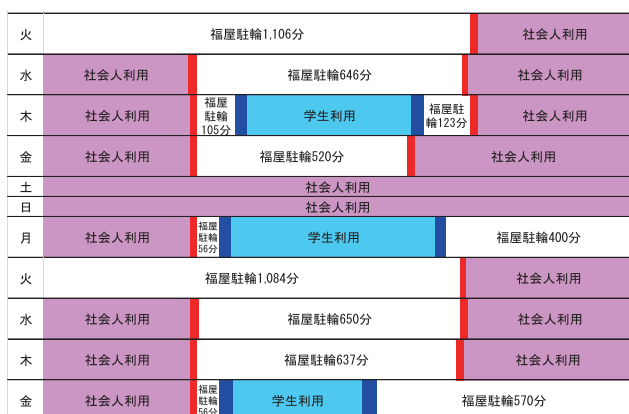 火 福屋駐輪1,106分 社会人利用
水 社会人利用 福屋駐輪646分 社会人利用
木 社会人利用 福屋
駐輪
105分 学生利用 福屋駐
輪123分 社会人利用
金 社会人利用 福屋駐輪520分 社会人利用
土 社会人利用
日 社会人利用
月 社会人利用 福屋
駐輪
56分 学生利用 福屋駐輪400分
火 福屋駐輪1,084分 社会人利用
水 社会人利用 福屋駐輪650分 社会人利用
木 社会人利用 福屋駐輪637分 社会人利用
金 社会人利用 福屋
駐輪
56分 学生利用 福屋駐輪570分